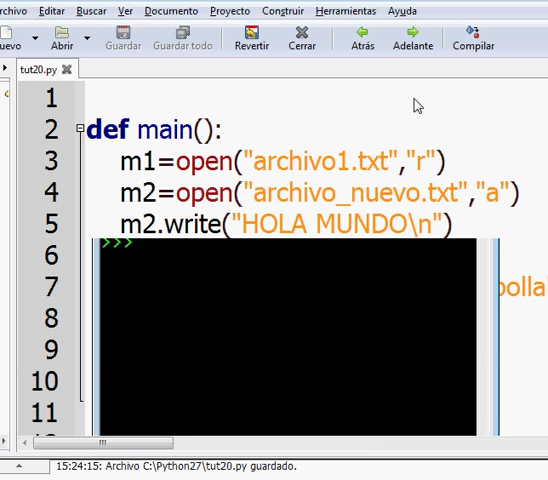 rchivo Editar Buscar Ver Documento Proyecto Construir Herramientas Ayuda
uevo Abrir Guardar Guardar todo Revertir Cerrar Atrás Adelante Compilar
tut20.py
1
2 def main():
3 m1=open("archivo1.txt","r")
4 m2=open("archivo_nuevo.txt","a")
5 m2.write("HOLA MUNDO\n")
>>>
6
7 bolla
8
9
10
11
15:24:15: Archivo C:\Python27\tut20.py guardado.